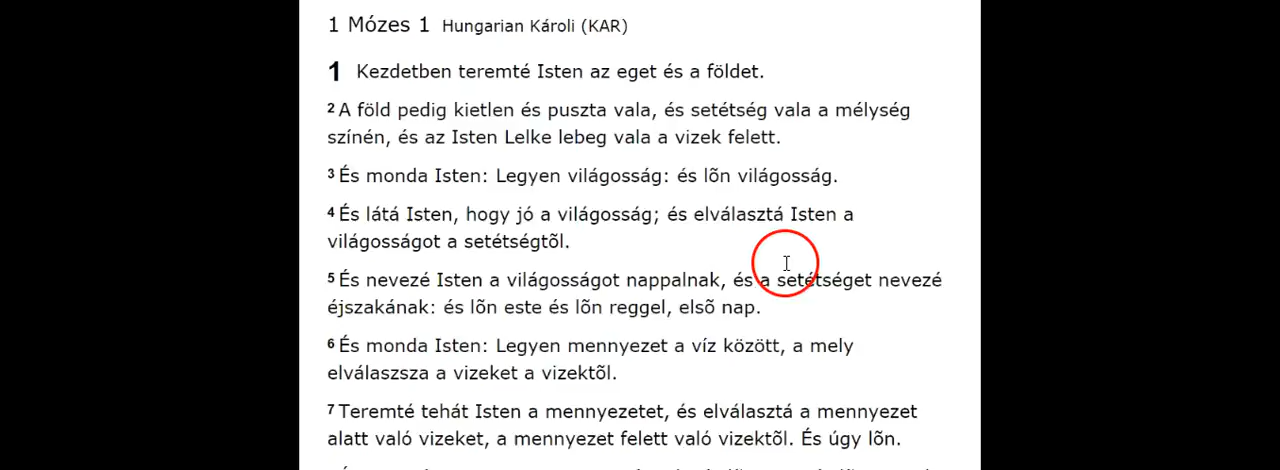 1 Mózes 1 Hungarian Károli (KAR)
1 Kezdetben teremté Isten az eget és a földet.
2 A föld pedig kietlen és puszta vala, és setétség vala a mélység
színén, és az Isten Lelke lebeg vala a vizek felett.
3 És monda Isten: Legyen világosság: és lõn világosság.
4 És látá Isten, hogy jó a világosság; és elválasztá Isten a
világosságot a setétségtõl.
5 És nevezé Isten a világosságot nappalnak, és a setétséget nevezé
éjszakának: és lõn este és lõn reggel, elsõ nap.
6 És monda Isten: Legyen mennyezet a víz között, a mely
elválaszsza a vizeket a vizektõl.
7 Teremté tehát Isten a mennyezetet, és elválasztá a mennyezet
alatt való vizeket, a mennyezet felett való vizektõl. És úgy lõn.